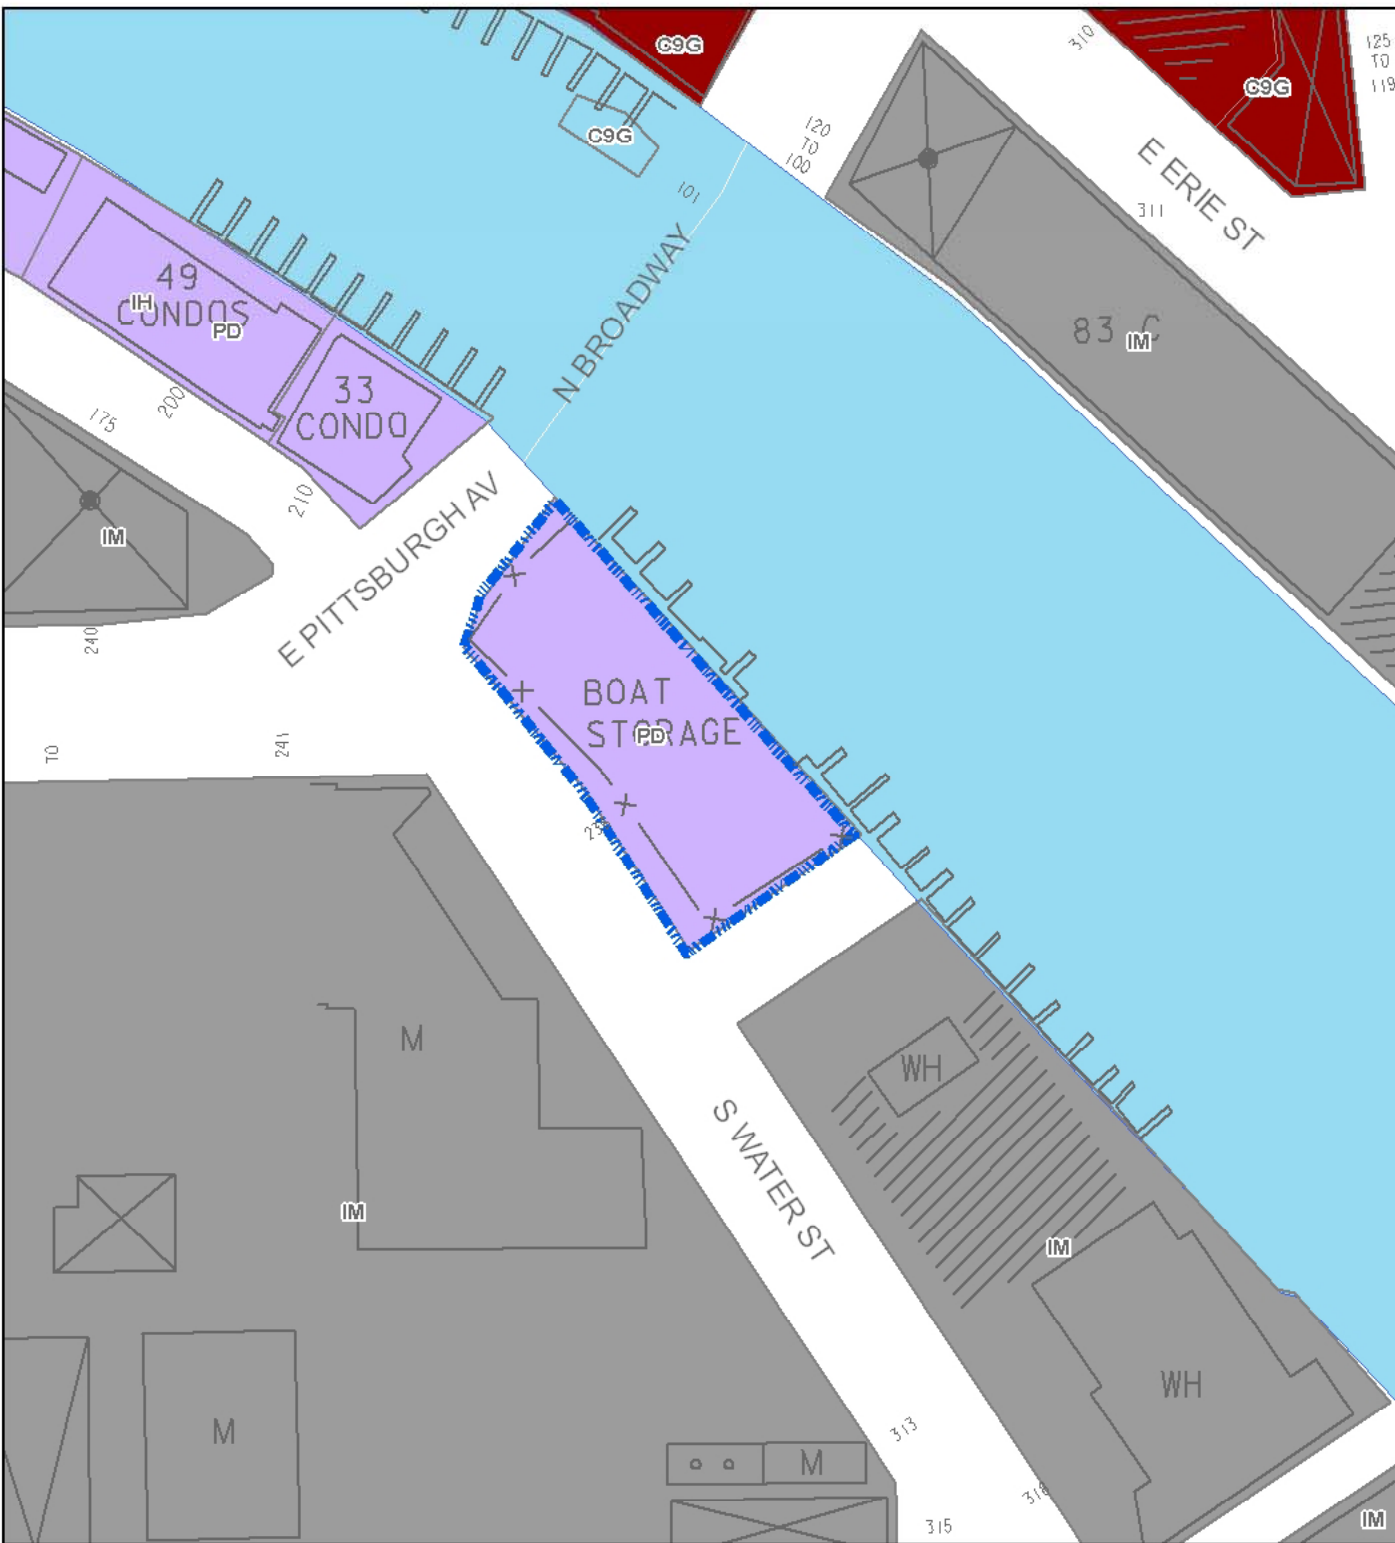 C9G
310
125
TO
119
C9G
C9G
120
TO
100
E ERIE ST
101
311
N BROADWAY
49
CONDOS
IH
PD
83 C
IM
33
CONDO
200
175
210
IM
E PITTSBURGH AV
240
BOAT
STORAGE
PD
TO
241
M
WH
S WATER ST
IM
IM
WH
M
313
M
318
315
IM